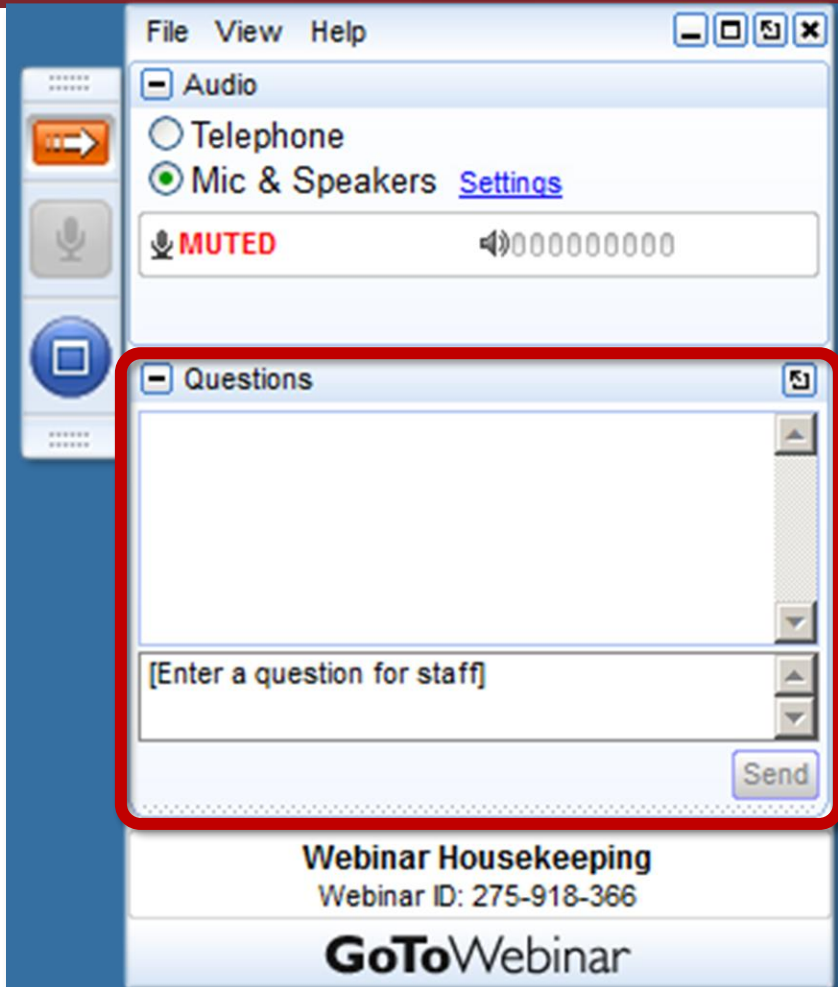 File View Help
Audio
Telephone
Mic & Speakers Settings
MUTED
Questions
[Enter a question for staff]
Send
Webinar Housekeeping
Webinar ID: 275-918-366
GoToWebinar